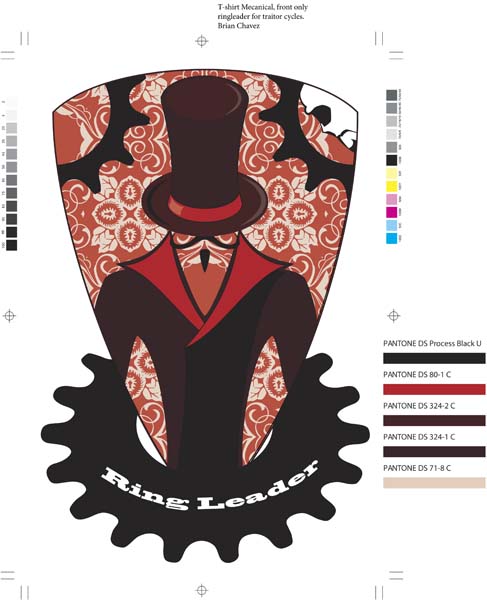 T-shirt Mecanical, front only
ringleader for traitor cycles.
Brian Chavez
PANTONE DS Process Black U
PANTONE DS 80-1 C
PANTONE DS 324-2 C
PANTONE DS 324-1 C
PANTONE DS 71-8 C
Ring Leader